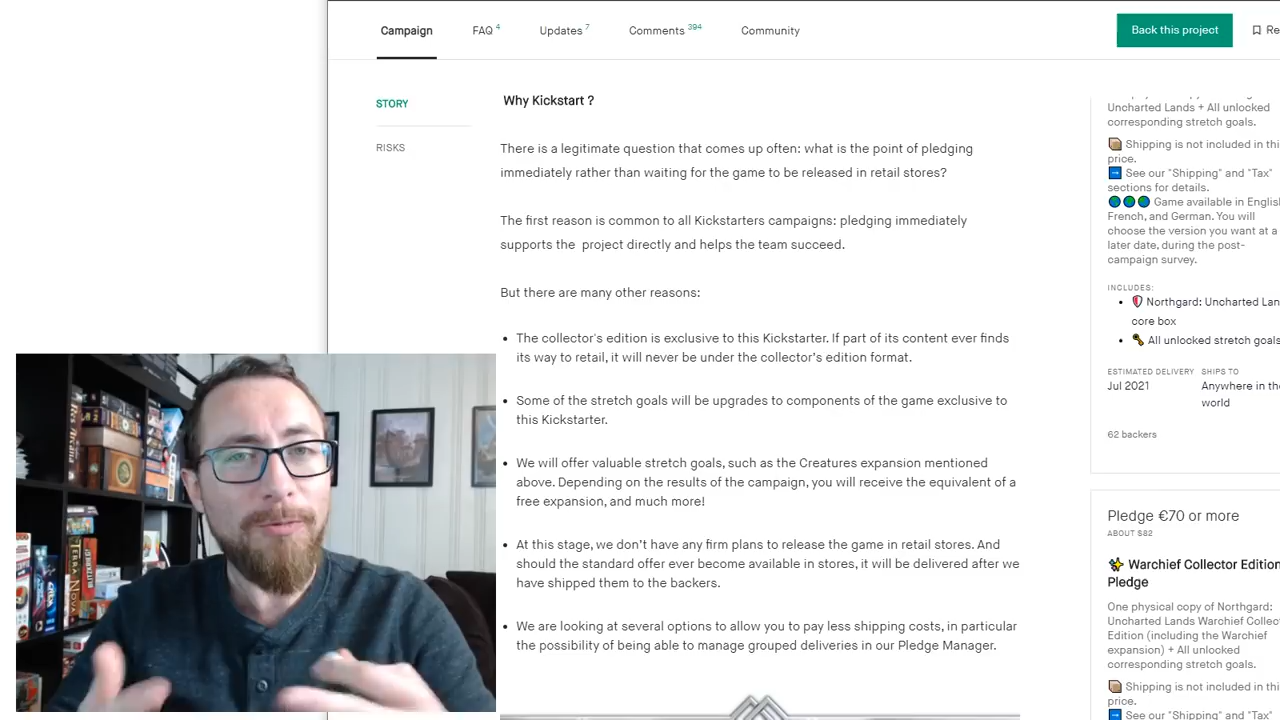 Campaign
FAQ 4
Updates 7
Comments 394
Community
Back this project
Re
STORY
RISKS
Why Kickstart ?
There is a legitimate question that comes up often: what is the point of pledging
immediately rather than waiting for the game to be released in retail stores?
The first reason is common to all Kickstarters campaigns: pledging immediately
supports the project directly and helps the team succeed.
But there are many other reasons:
• The collector's edition is exclusive to this Kickstarter. If part of its content ever finds
its way to retail, it will never be under the collector's edition format.
• Some of the stretch goals will be upgrades to components of the game exclusive to
this Kickstarter.
• We will offer valuable stretch goals, such as the Creatures expansion mentioned
above. Depending on the results of the campaign, you will receive the equivalent of a
free expansion, and much more!
• At this stage, we don't have any firm plans to release the game in retail stores. And
should the standard offer ever become available in stores, it will be delivered after we
have shipped them to the backers.
• We are looking at several options to allow you to pay less shipping costs, in particular
the possibility of being able to manage grouped deliveries in our Pledge Manager.
Uncharted Lands + All unlocked
corresponding stretch goals.
Shipping is not included in thi
price.
See our "Shipping" and "Tax"
sections for details.
Game available in English
French, and German. You will
choose the version you want at a
later date, during the post-
campaign survey.
INCLUDES:
• Northgard: Uncharted Lan
core box
• All unlocked stretch goals
ESTIMATED DELIVERY
Jul 2021
SHIPS TO
Anywhere in the
world
62 backers
Pledge €70 or more
ABOUT $82
Warchief Collector Edition
Pledge
One physical copy of Northgard:
Uncharted Lands Warchief Collec
Edition (including the Warchief
expansion) + All unlocked
corresponding stretch goals.
Shipping is not included in thi
price.
See our "Shipping" and "Tax"
TERRA NOVA